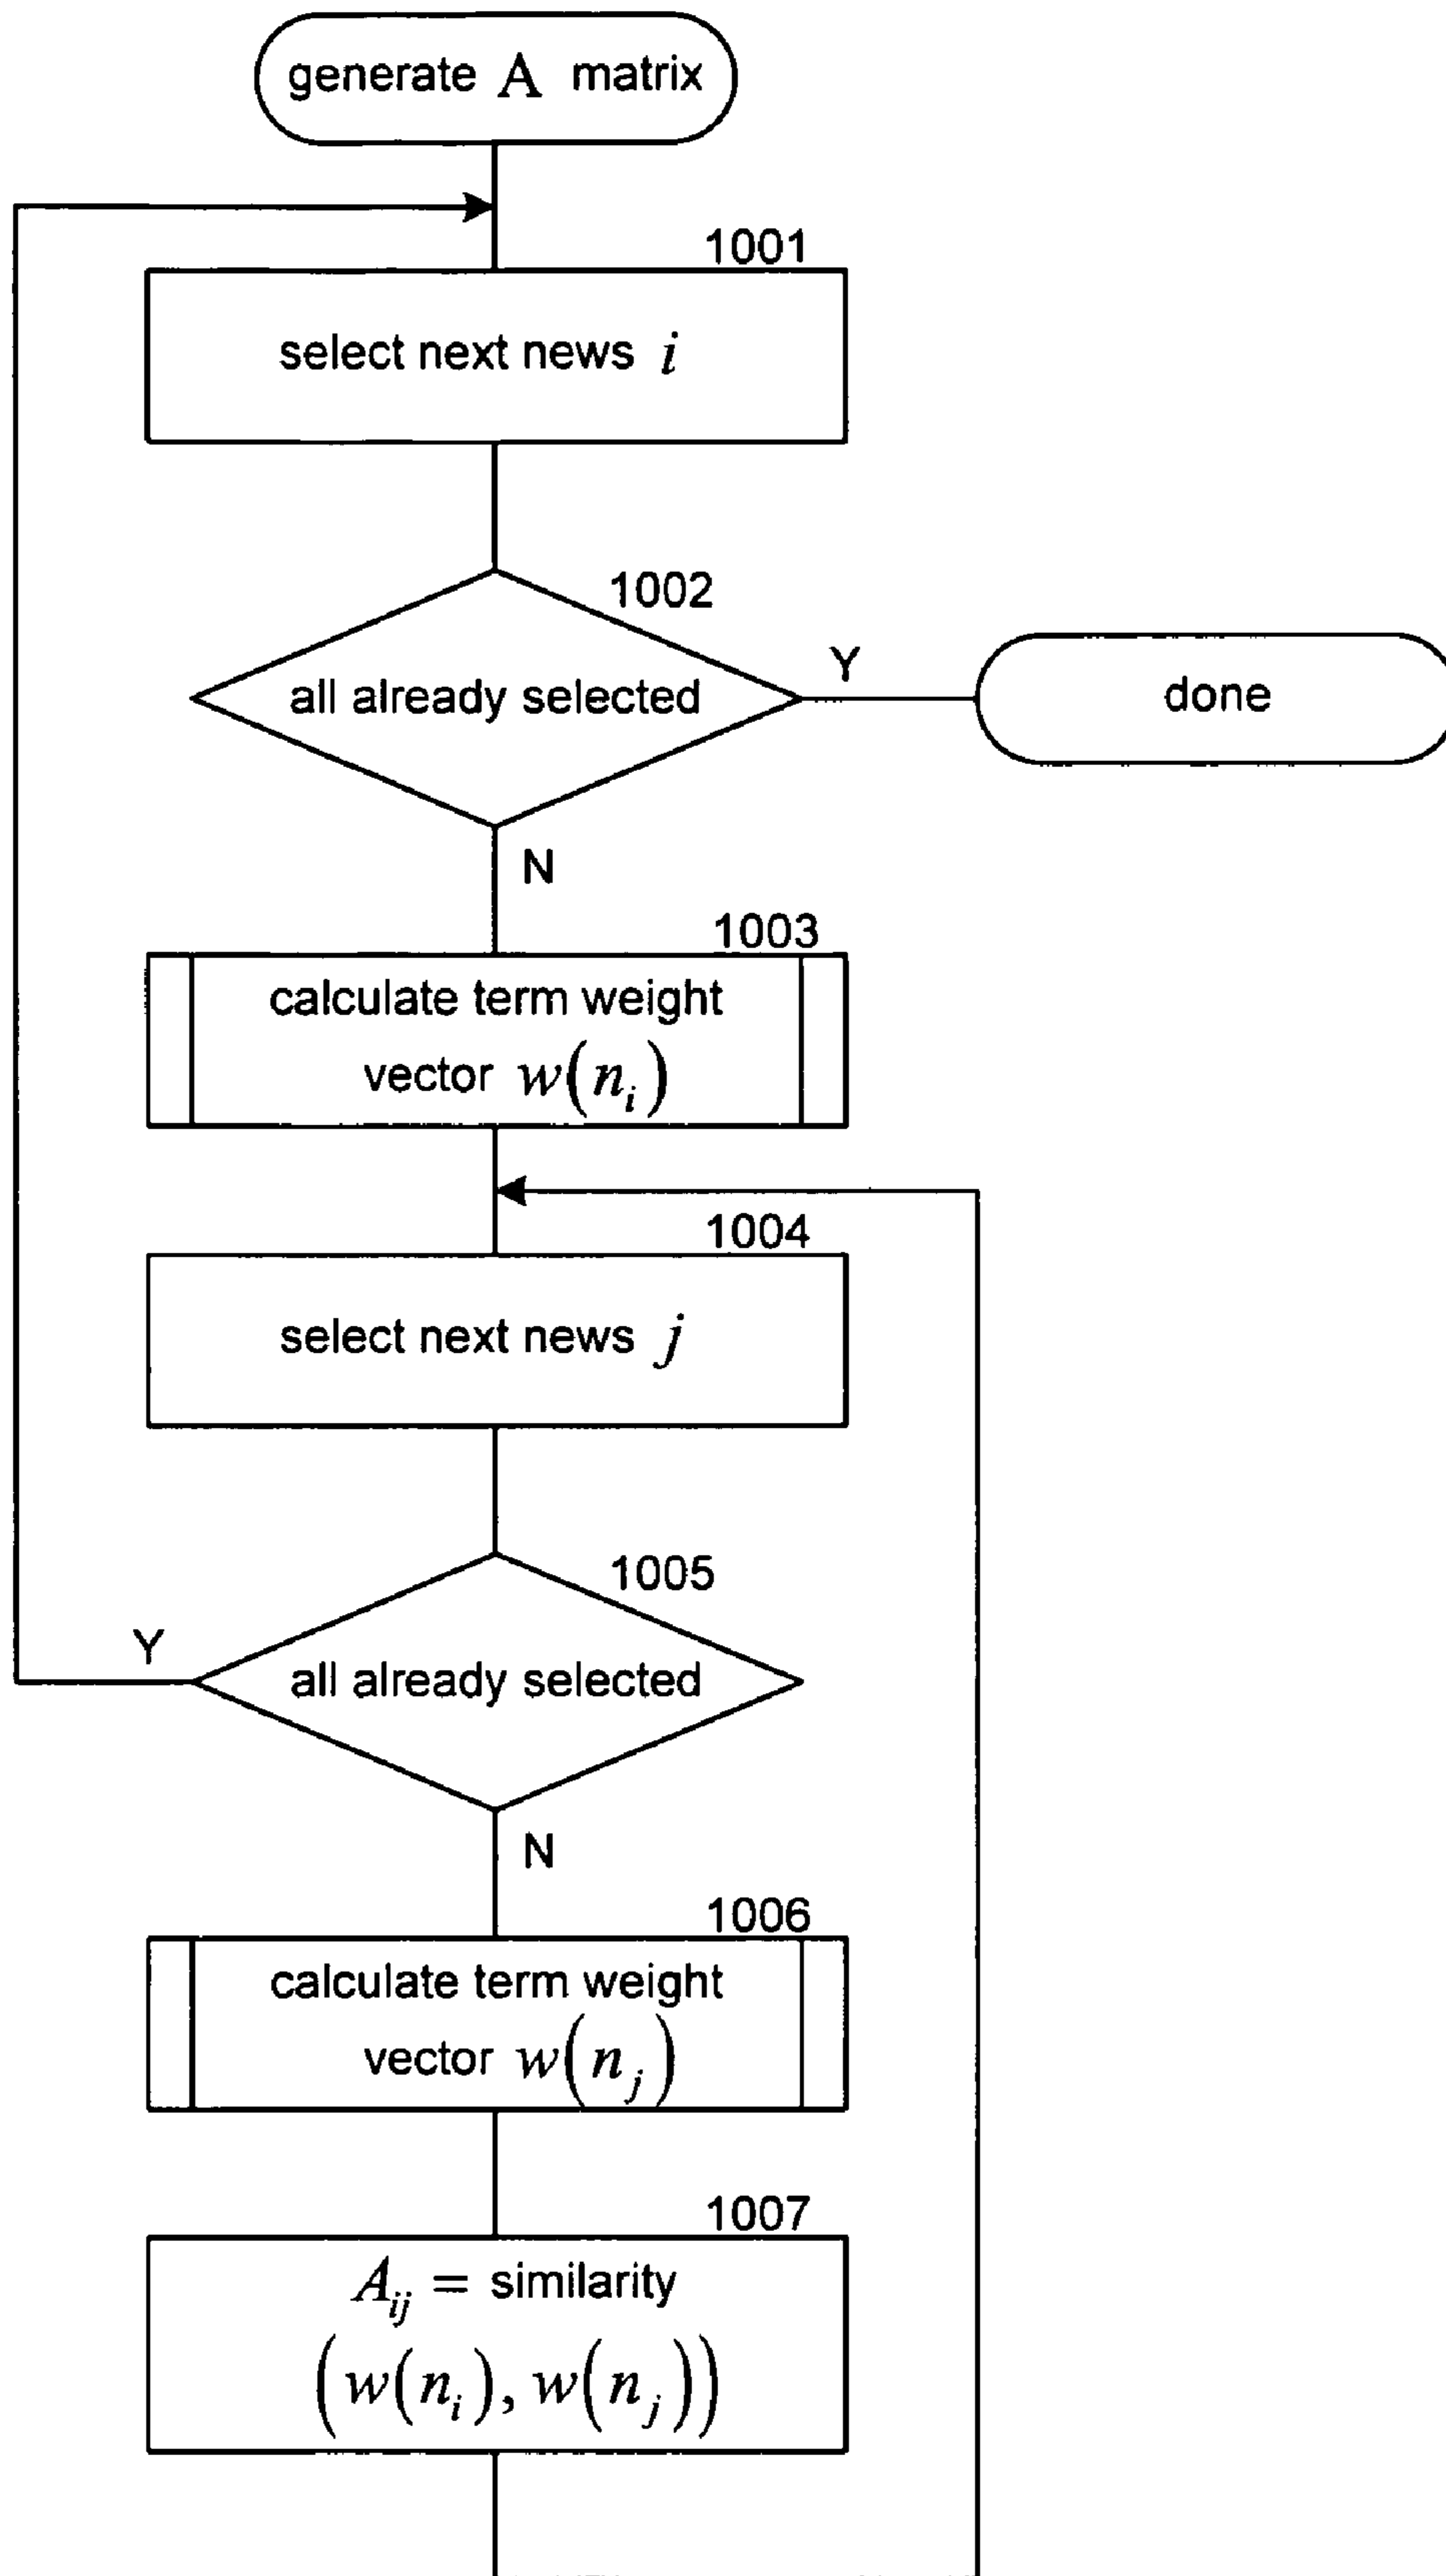 generate A matrix
1001
select next news i
1002
all already selected
Y
done
N
1003
calculate term weight
vector w(n_i)
1004
select next news j
1005
Y
all already selected
N
1006
calculate term weight
vector w(n_j)
1007
A_ij = similarity
(w(n_i), w(n_j))